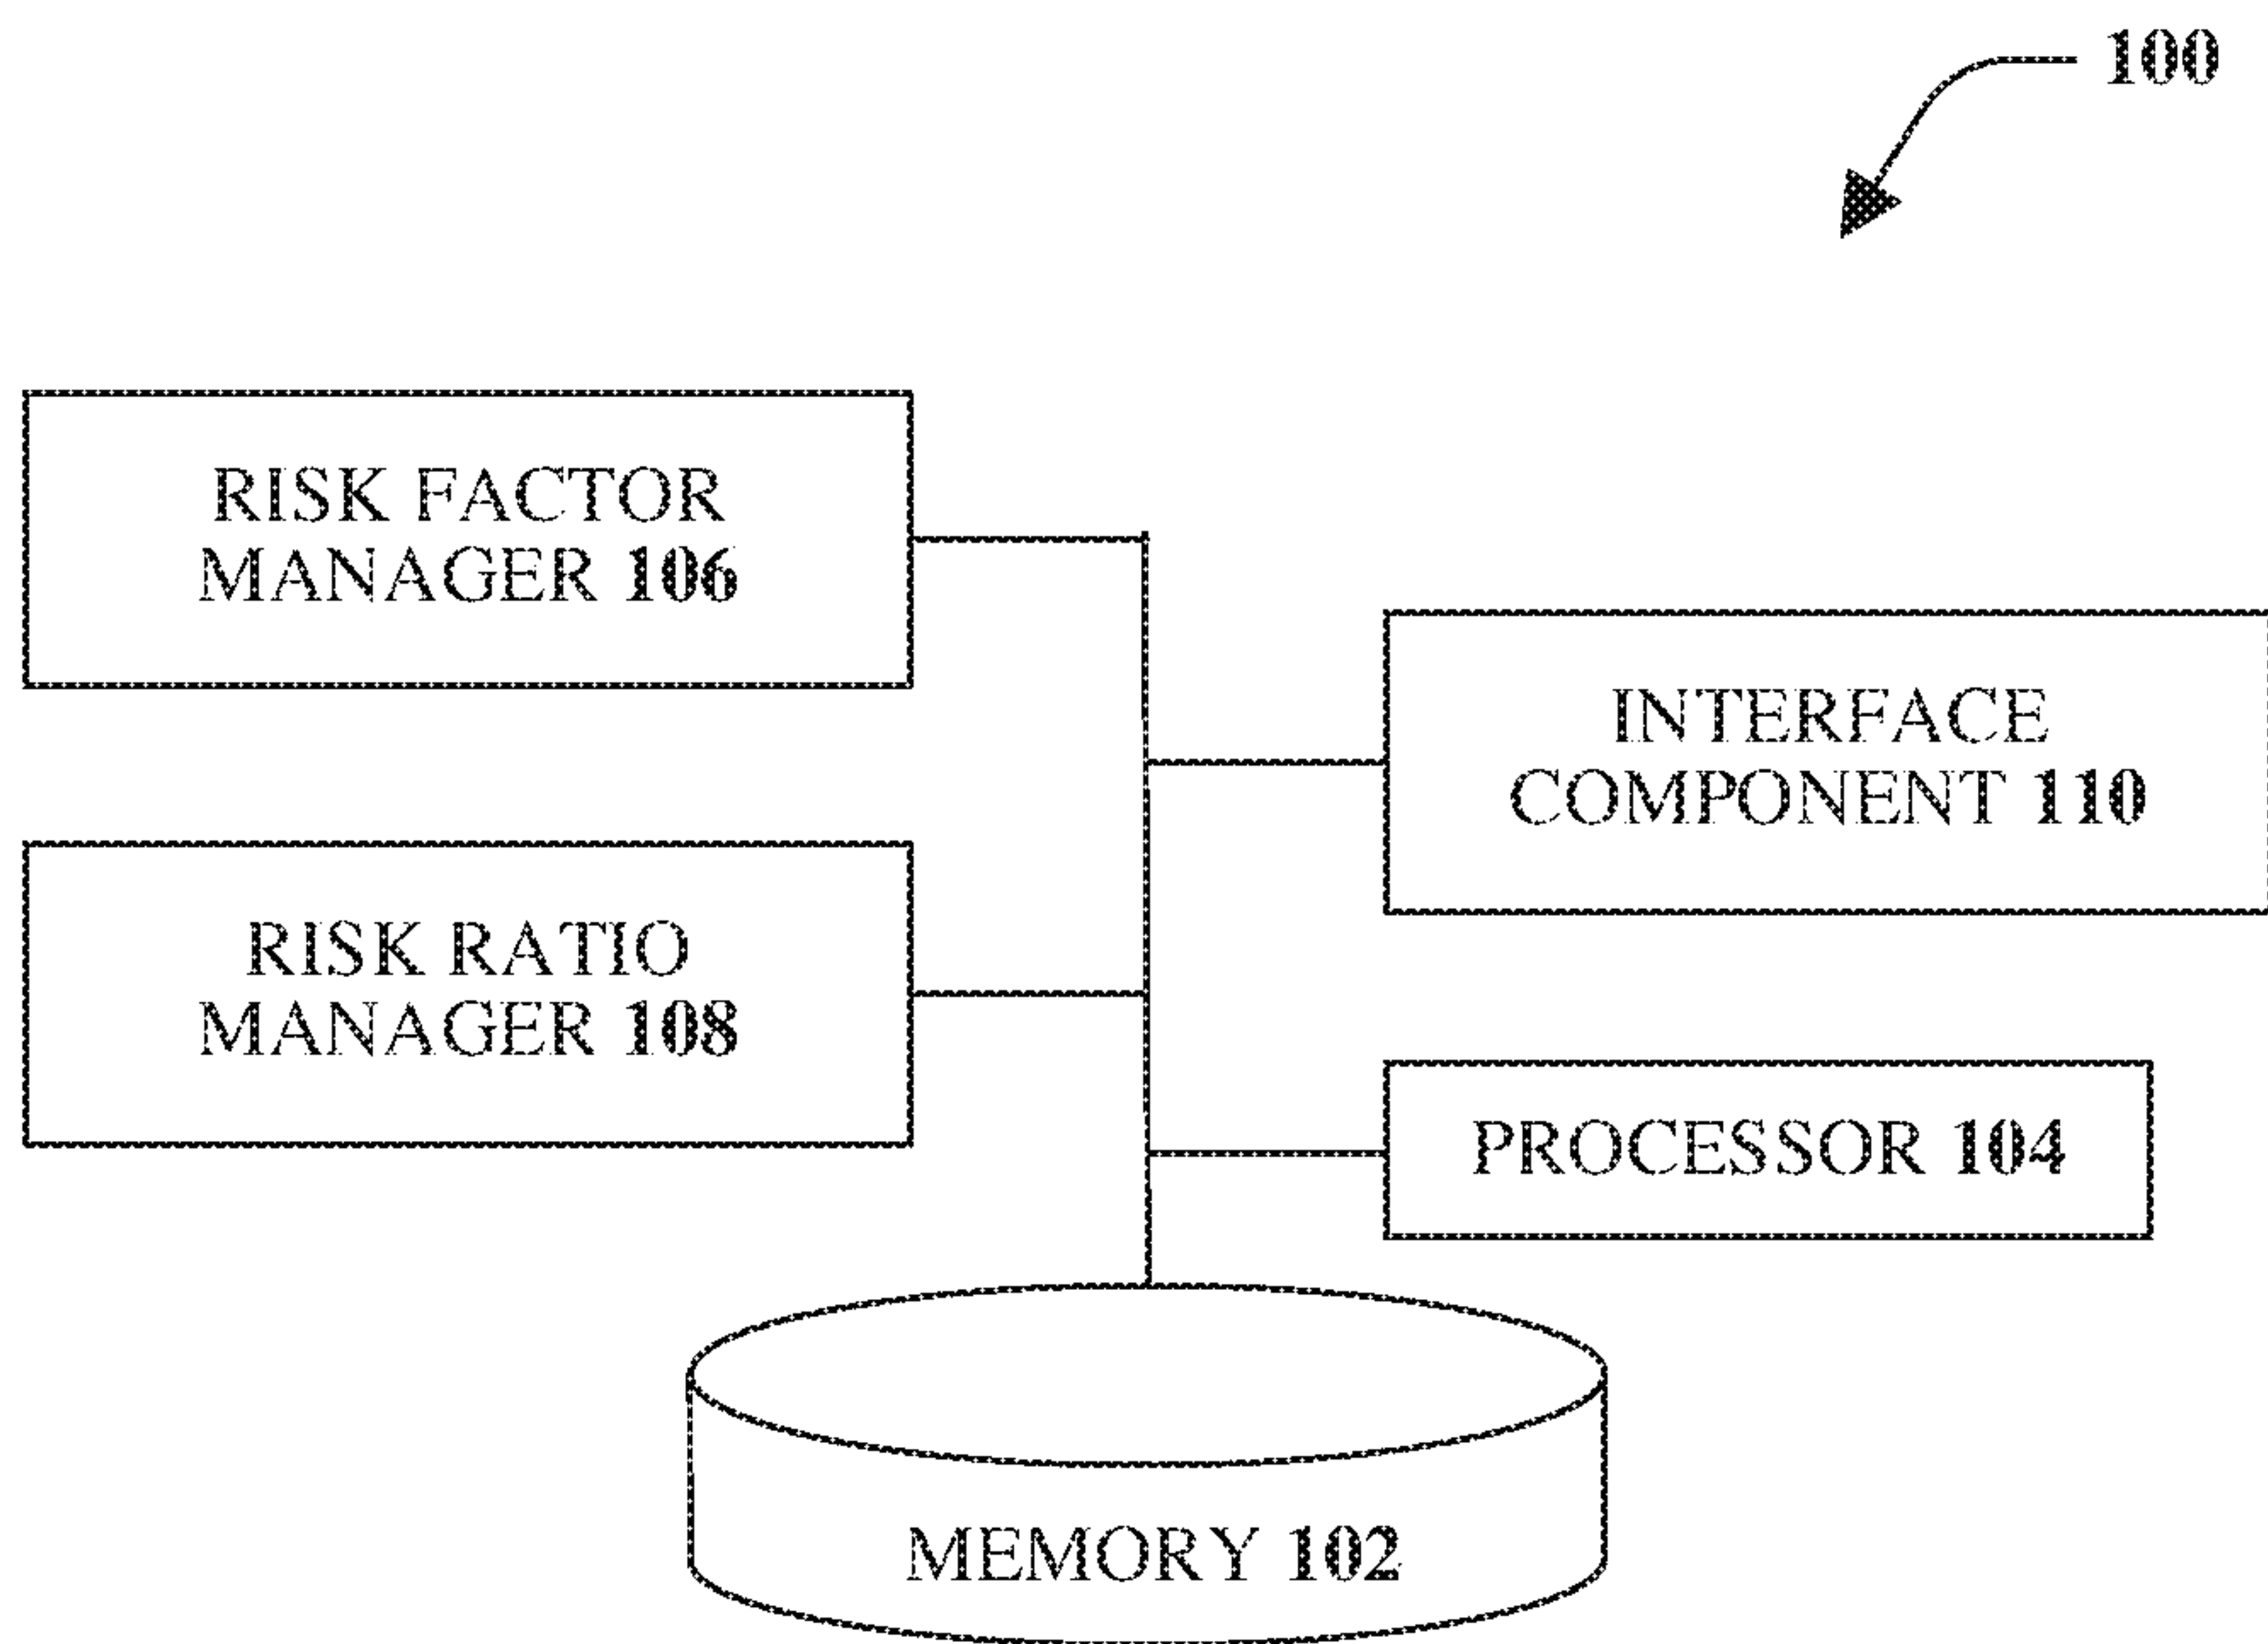 100
RISK FACTOR
MANAGER 106
INTERFACE
COMPONENT 110
RISK RATIO
MANAGER 108
PROCESSOR 104
MEMORY 102